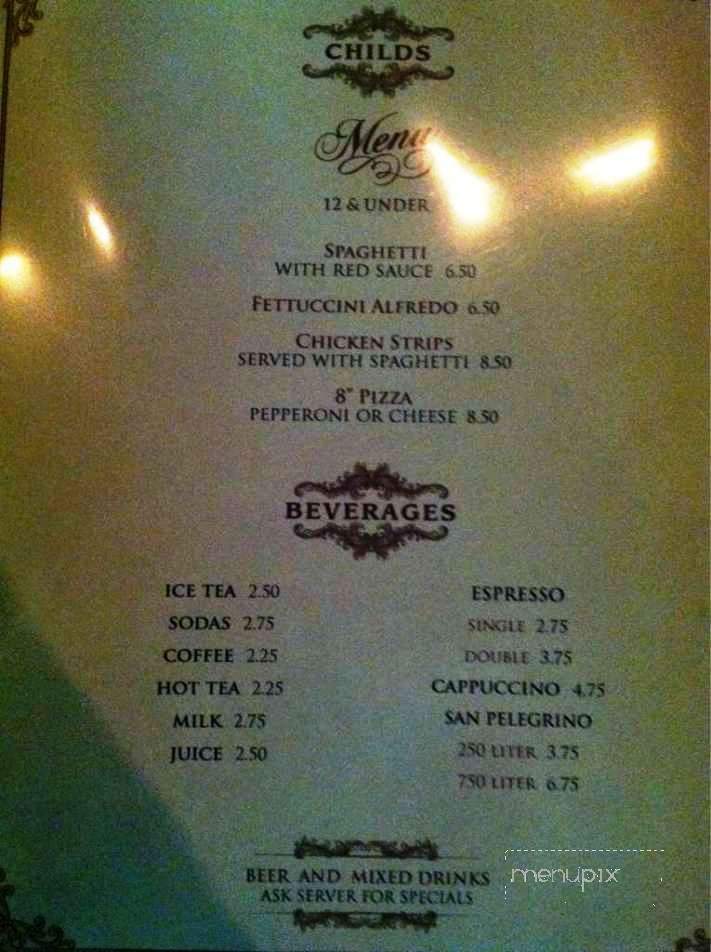 CHILDS
Menu
12 & UNDER
SPAGHETTI
WITH RED SAUCE 6.50
FETTUCCINI ALFREDO 6.50
CHICKEN STRIPS
SERVED WITH SPAGHETTI 8.50
8" PIZZA
PEPPERONI OR CHEESE 8.50
BEVERAGES
ICE TEA 2.50
SODAS 2.75
COFFEE 2.25
HOT TEA 2.25
MILK 2.75
JUICE 2.50
ESPRESSO
SINGLE 2.75
DOUBLE 3.75
CAPPUCCINO 4.75
SAN PELEGRINO
250 LITER 3.75
750 LITER 6.75
BEER AND MIXED DRINKS
ASK SERVER FOR SPECIALS
menupix